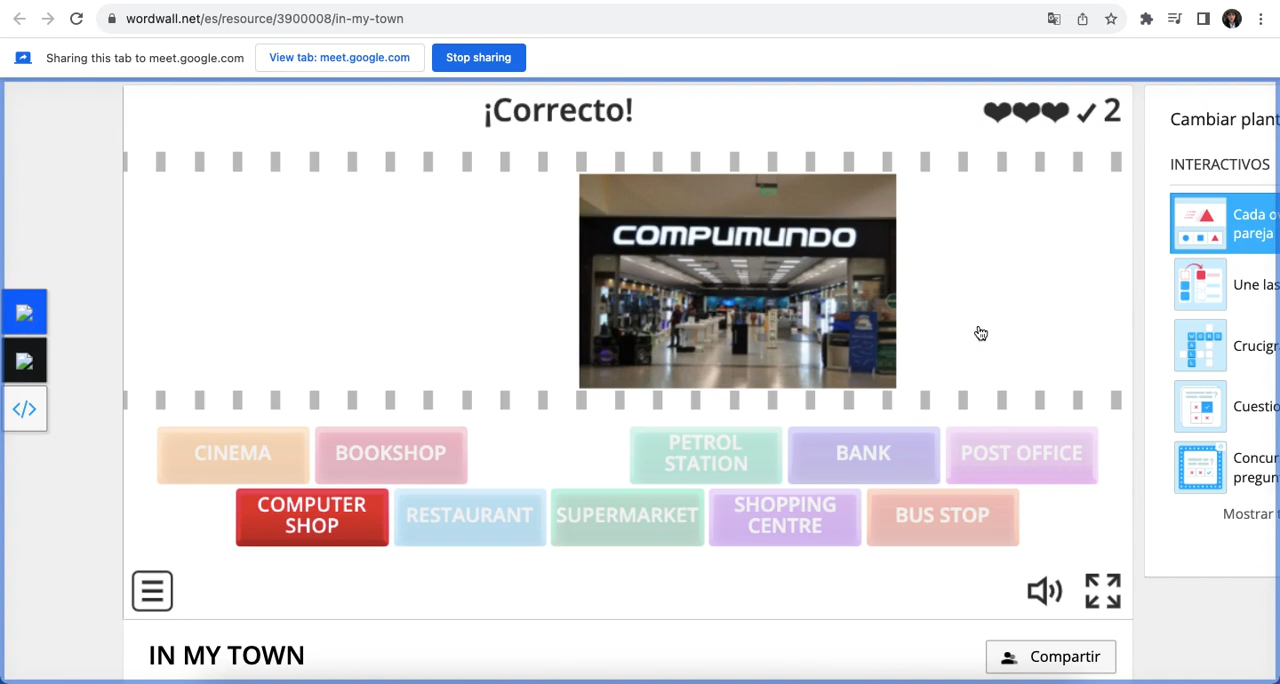 wordwall.net/es/resource/3900008/in-my-town
Sharing this tab to meet.google.com
View tab: meet.google.com
Stop sharing
¡Correcto!
2
COMPUMUNDO
CINEMA
BOOKSHOP
PETROL
STATION
BANK
POST OFFICE
COMPUTER
SHOP
RESTAURANT
SUPERMARKET
SHOPPING
CENTRE
BUS STOP
IN MY TOWN
Compartir
Cambiar plant
INTERACTIVOS
Cada o
pareja
Une las
Crucigr
Cuestio
Concur
pregun
Mostrar t